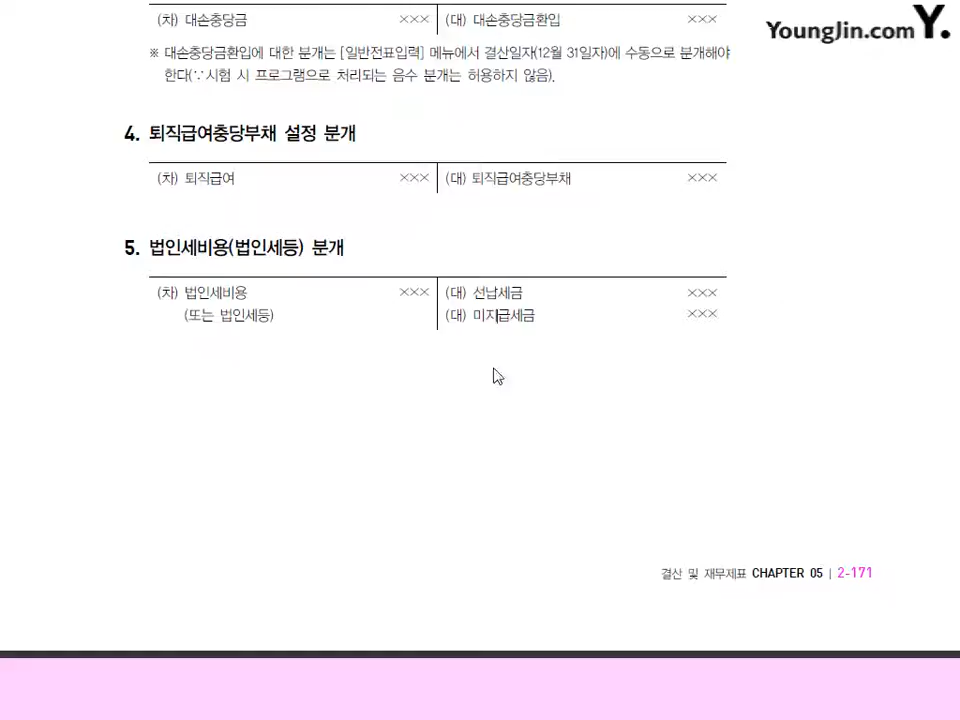 (차) 대손충당금 ××× (대) 대손충당금환입 ×××
YoungJin.com Y.
※ 대손충당금환입에 대한 분개는 [일반전표입력] 메뉴에서 결산일자(12월 31일자)에 수동으로 분개해야
한다(∵시험 시 프로그램으로 처리되는 음수 분개는 허용하지 않음).
4. 퇴직급여충당부채 설정 분개
(차) 퇴직급여 ××× (대) 퇴직급여충당부채 ×××
5. 법인세비용(법인세등) 분개
(차) 법인세비용 ××× (대) 선납세금 ×××
(또는 법인세등) (대) 미지급세금 ×××
결산 및 재무제표 CHAPTER 05 | 2-171